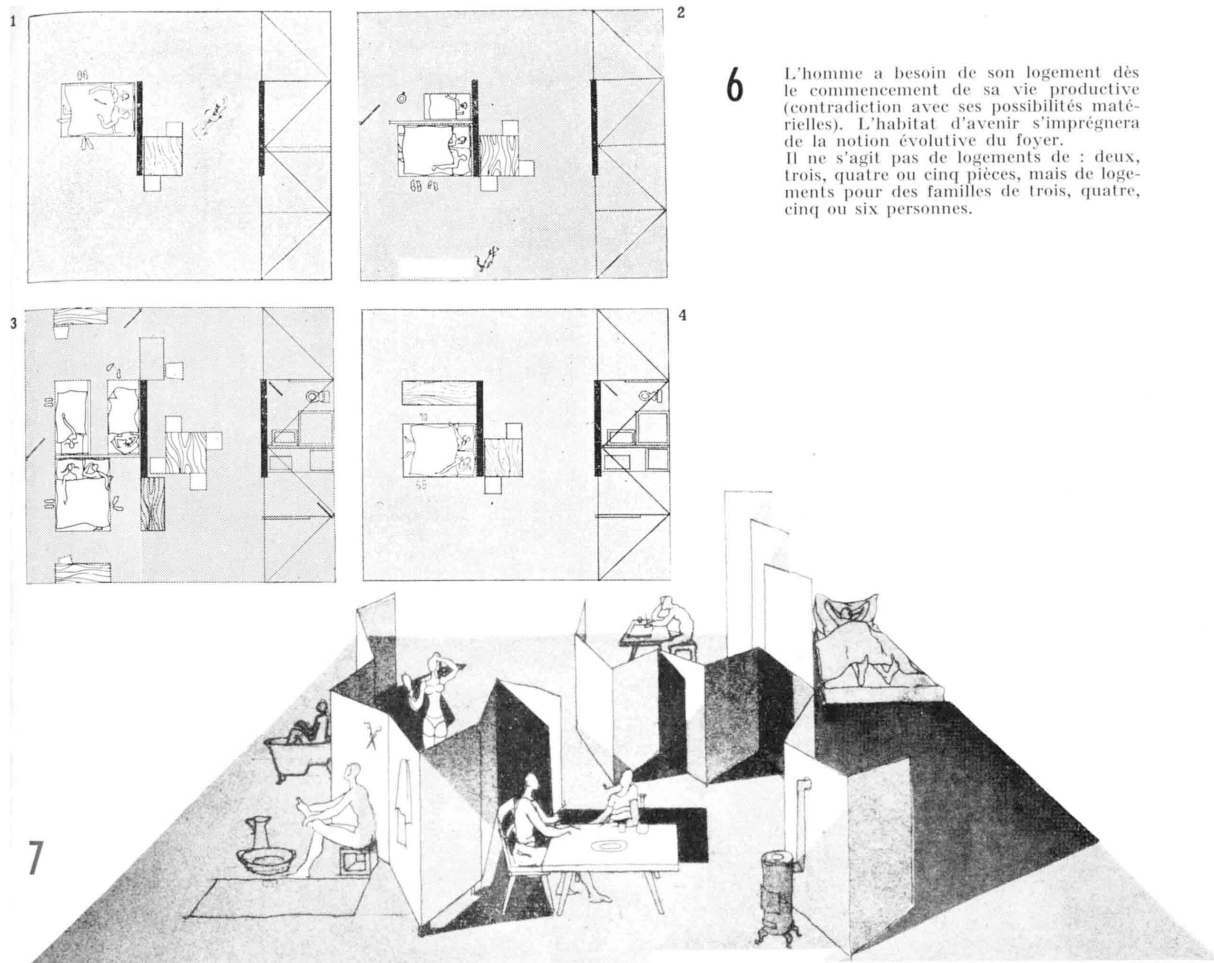 1
2
6
L'homme a besoin de son logement dès
le commencement de sa vie productive
(contradiction avec ses possibilités maté-
rielles). L'habitat d'avenir s'imprégnera
de la notion évolutive du foyer.
Il ne s'agit pas de logements de : deux,
trois, quatre ou cinq pièces, mais de loge-
ments pour des familles de trois, quatre,
cinq ou six personnes.
3
4
7